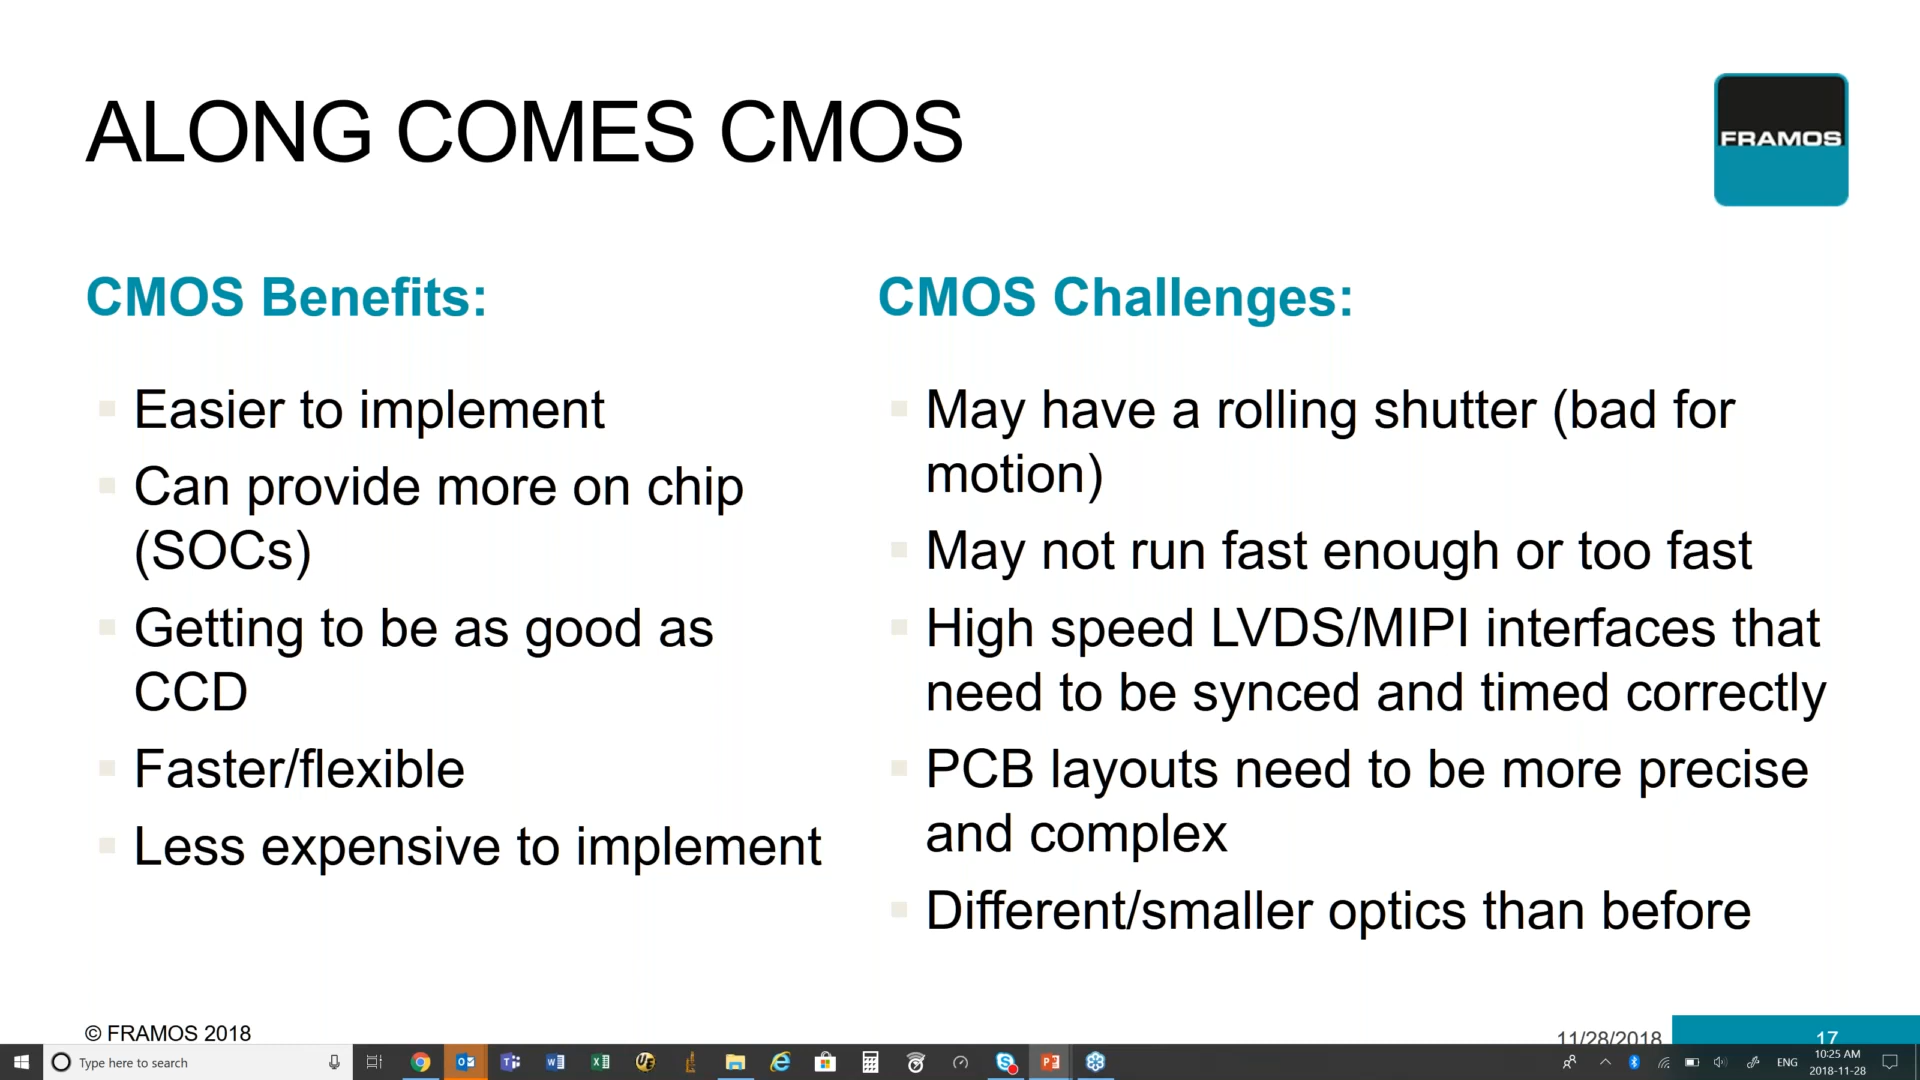 ALONG COMES CMOS
FRAMOS
CMOS Benefits:
Easier to implement
Can provide more on chip
(SOCs)
Getting to be as good as
CCD
Faster/flexible
Less expensive to implement
CMOS Challenges:
May have a rolling shutter (bad for
motion)
May not run fast enough or too fast
High speed LVDS/MIPI interfaces that
need to be synced and timed correctly
PCB layouts need to be more precise
and complex
Different/smaller optics than before
© FRAMOS 2018
11/28/2018
17
Type here to search
ENG
10:25 AM
2018-11-28